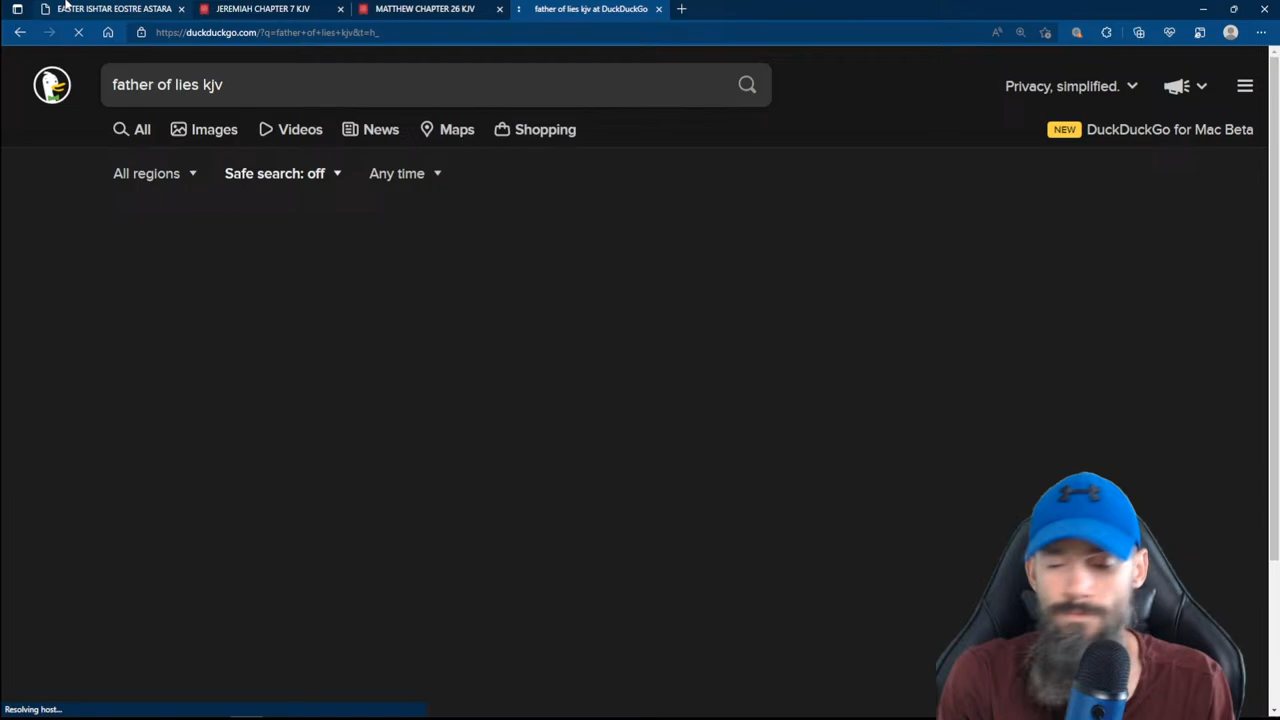 EASTER ISHTAR EOSTRE ASTARA
JEREMIAH CHAPTER 7 KJV
MATTHEW CHAPTER 26 KJV
father of lies kjv at DuckDuckGo
https://duckduckgo.com/?q=father+of+lies+kjv&t=h_
father of lies kjv
Privacy, simplified.
All
Images
Videos
News
Maps
Shopping
NEW DuckDuckGo for Mac Beta
All regions
Safe search: off
Any time
Resolving host...